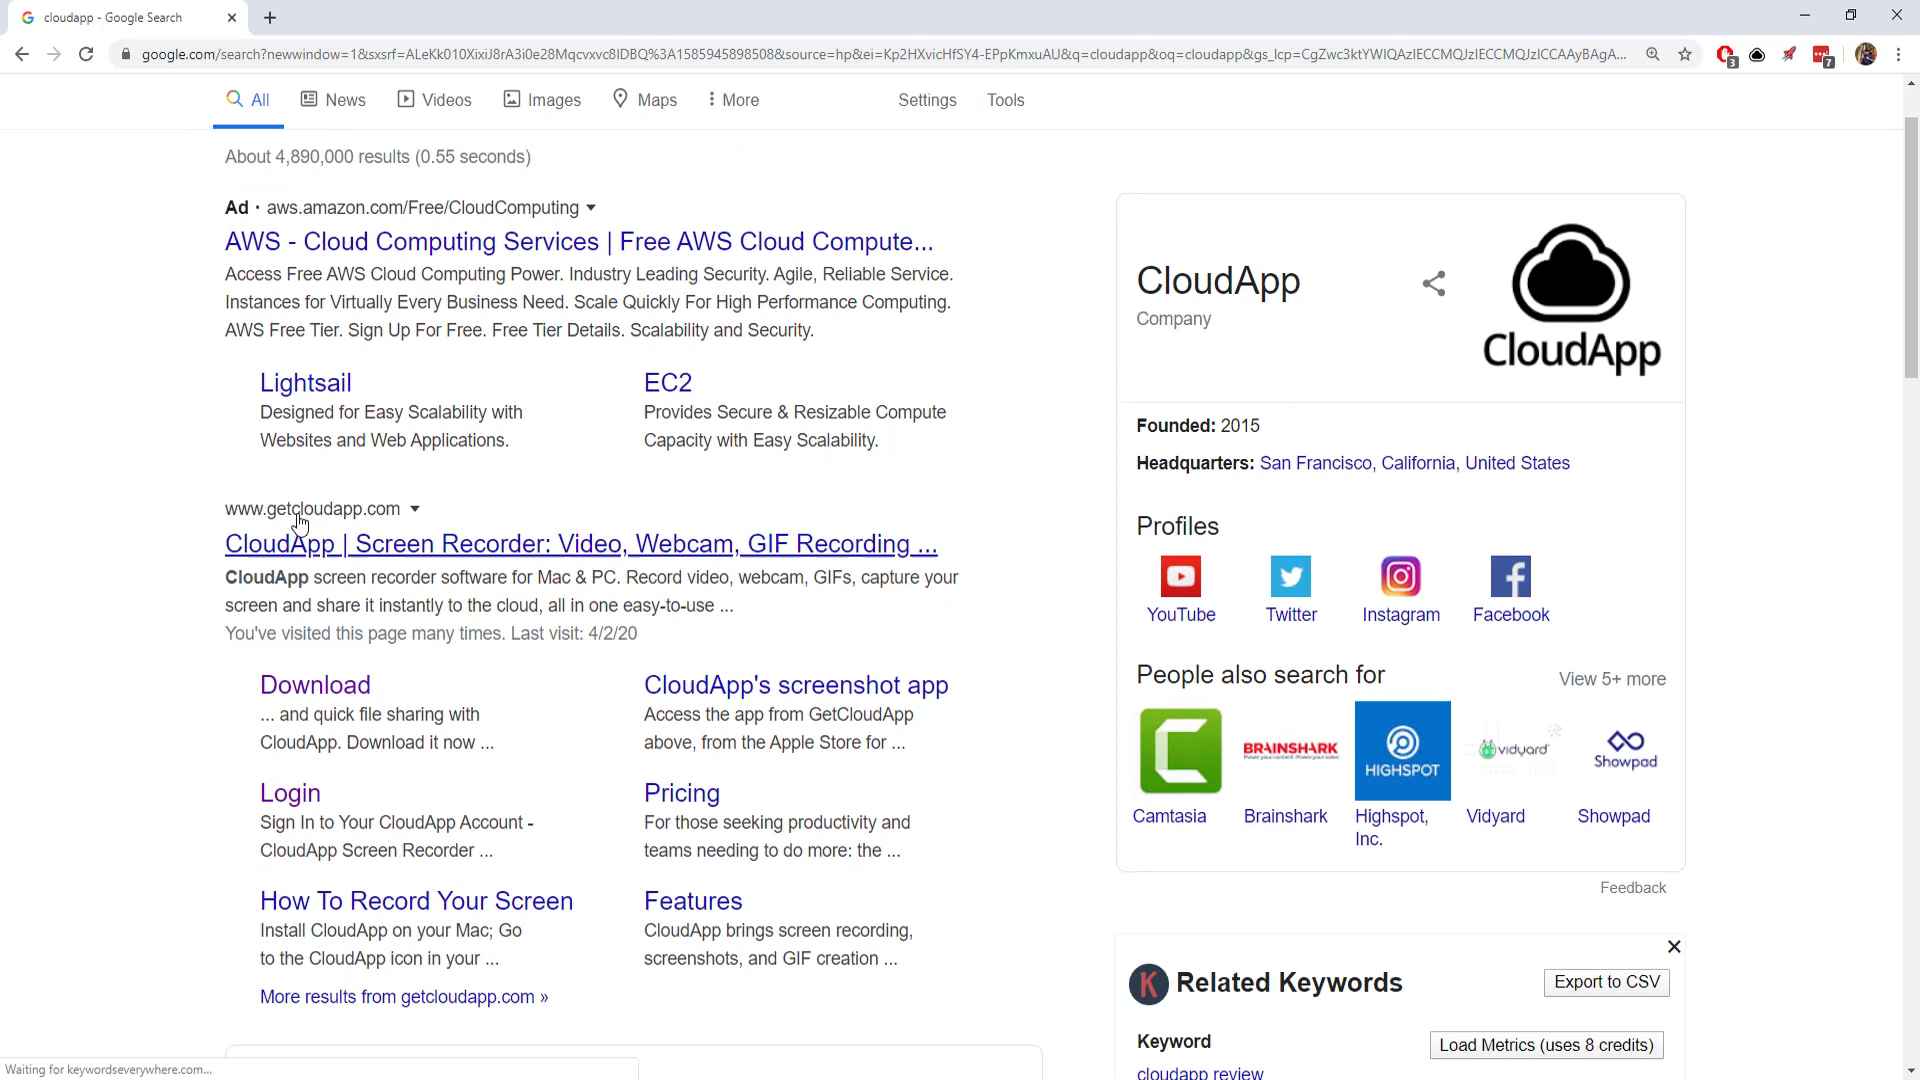 cloudapp - Google Search
google.com/search?newwindow=1&sxsrf=ALeKk010XixiJ8rA3i0e28Mqcvxvc8IDBQ%3A1585945898508&source=hp&ei=Kp2HXvicHfSY4-EPpKmxuAU&q=cloudapp&oq=cloudapp&gs_lcp=CgZwc3ktYWIQAzIECCMQJzIECCMQJzICCAAyBAgA...
3
7
All
News
Videos
Images
Maps
More
Settings
Tools
About 4,890,000 results (0.55 seconds)
Ad · aws.amazon.com/Free/CloudComputing
AWS - Cloud Computing Services | Free AWS Cloud Compute...
Access Free AWS Cloud Computing Power. Industry Leading Security. Agile, Reliable Service.
Instances for Virtually Every Business Need. Scale Quickly For High Performance Computing.
AWS Free Tier. Sign Up For Free. Free Tier Details. Scalability and Security.
Lightsail
Designed for Easy Scalability with
Websites and Web Applications.
EC2
Provides Secure & Resizable Compute
Capacity with Easy Scalability.
www.getcloudapp.com
CloudApp | Screen Recorder: Video, Webcam, GIF Recording ...
CloudApp screen recorder software for Mac & PC. Record video, webcam, GIFs, capture your
screen and share it instantly to the cloud, all in one easy-to-use ...
You've visited this page many times. Last visit: 4/2/20
Download
... and quick file sharing with
CloudApp. Download it now ...
CloudApp's screenshot app
Access the app from GetCloudApp
above, from the Apple Store for ...
Login
Sign In to Your CloudApp Account -
CloudApp Screen Recorder ...
Pricing
For those seeking productivity and
teams needing to do more: the ...
How To Record Your Screen
Install CloudApp on your Mac; Go
to the CloudApp icon in your ...
Features
CloudApp brings screen recording,
screenshots, and GIF creation ...
More results from getcloudapp.com »
CloudApp
Company
CloudApp
Founded: 2015
Headquarters: San Francisco, California, United States
Profiles
YouTube
Twitter
Instagram
Facebook
People also search for
View 5+ more
BRAINSHARK
HIGHSPOT
vidyard
Showpad
Camtasia
Brainshark
Highspot,
Inc.
Vidyard
Showpad
Feedback
K
Related Keywords
Export to CSV
Keyword
Load Metrics (uses 8 credits)
cloudapp review
Waiting for keywordseverywhere.com...